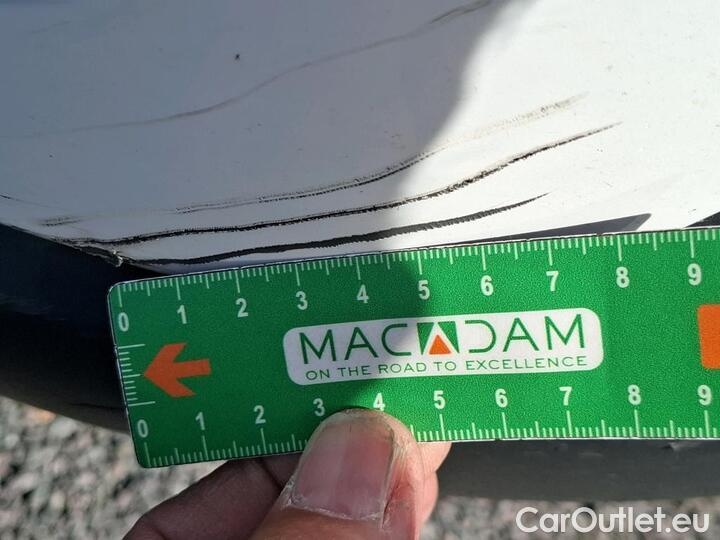 0 1 2 3 4 5 6 7 8 9
MACADAM
ON THE ROAD TO EXCELLENCE
0 1 2 3 4 5 6 7 8 9
CarOutlet.eu